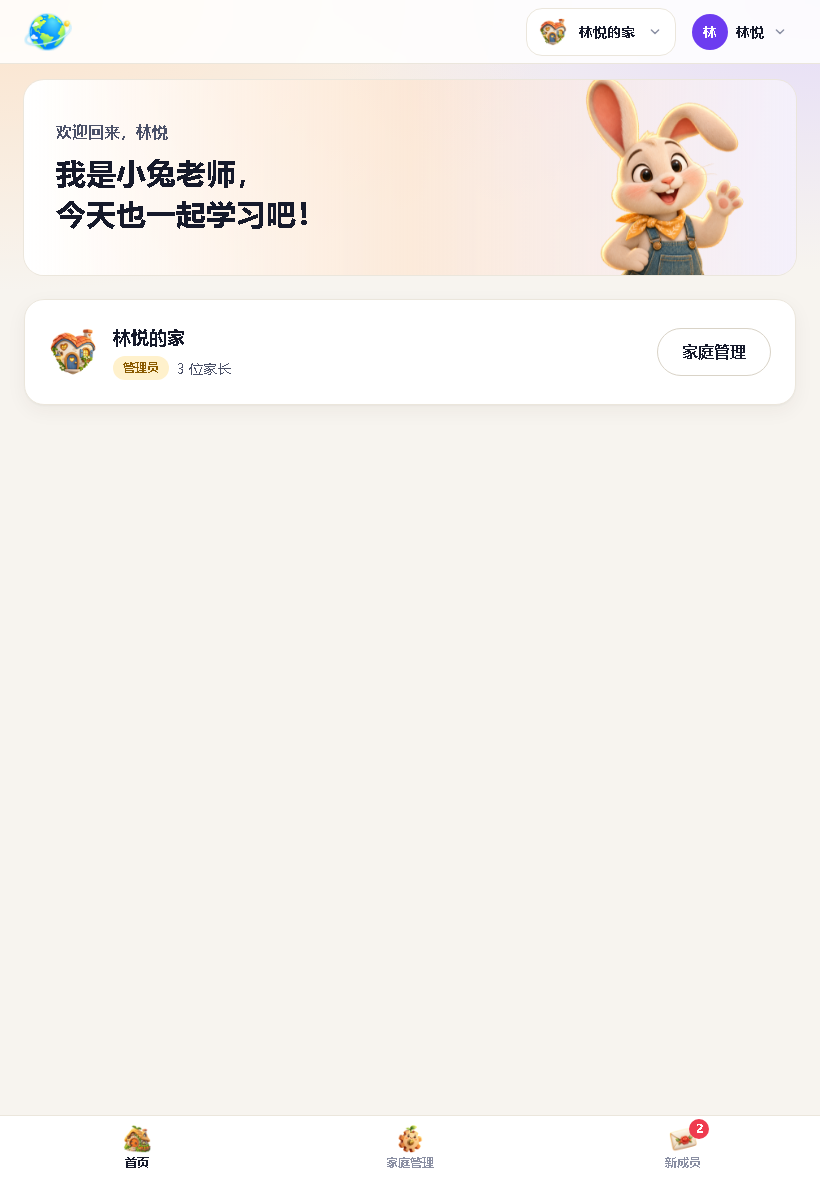 林悦的家
林 林悦
欢迎回来，林悦
我是小兔老师，
今天也一起学习吧！
林悦的家
管理员 3 位家长
家庭管理
首页
家庭管理
2
新成员